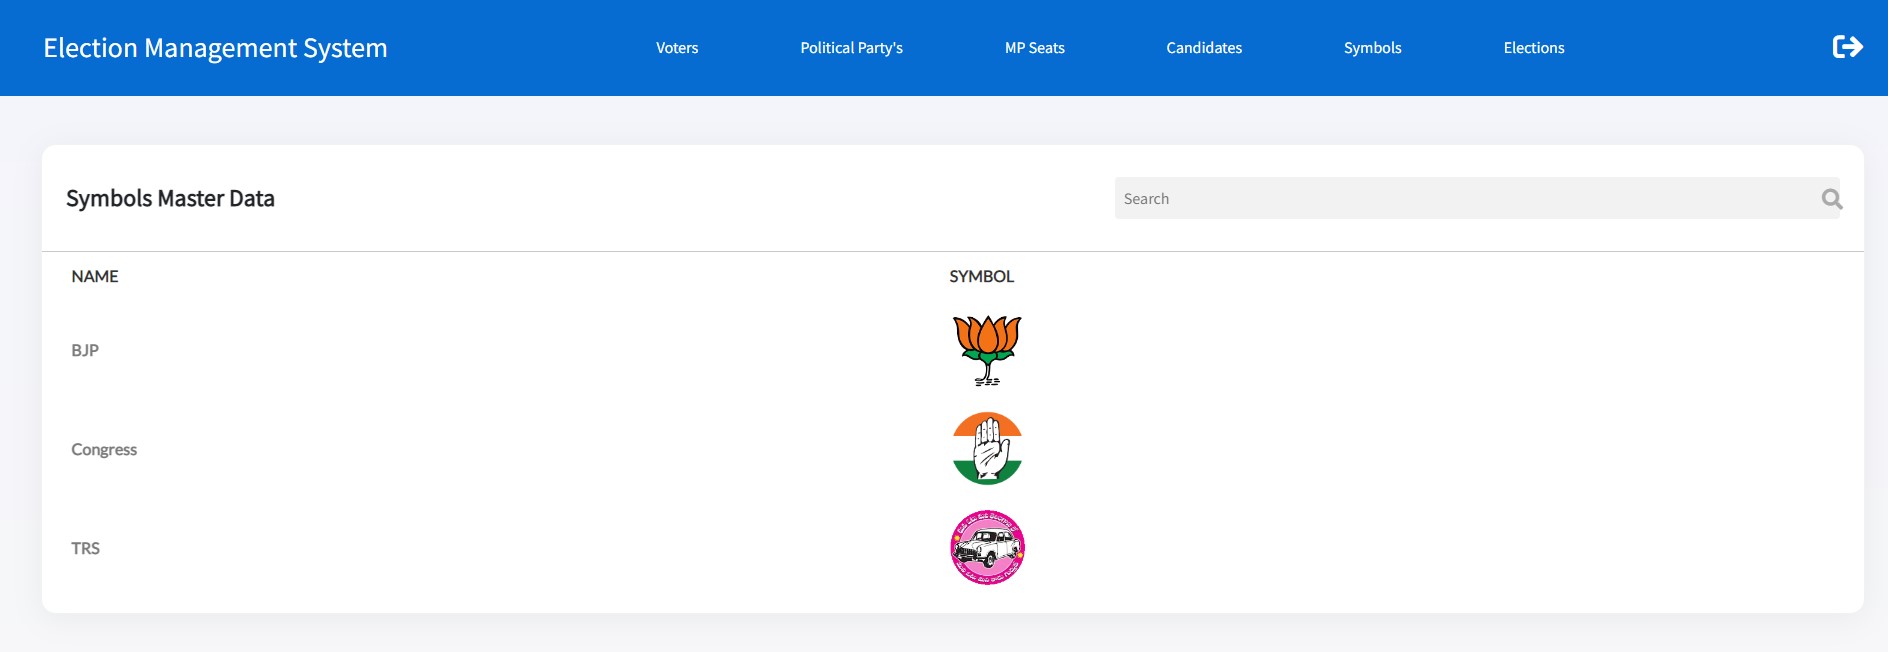 Election Management System
Voters
Political Party's
MP Seats
Candidates
Symbols
Elections
Symbols Master Data
Search
NAME
SYMBOL
BJP
Congress
TRS